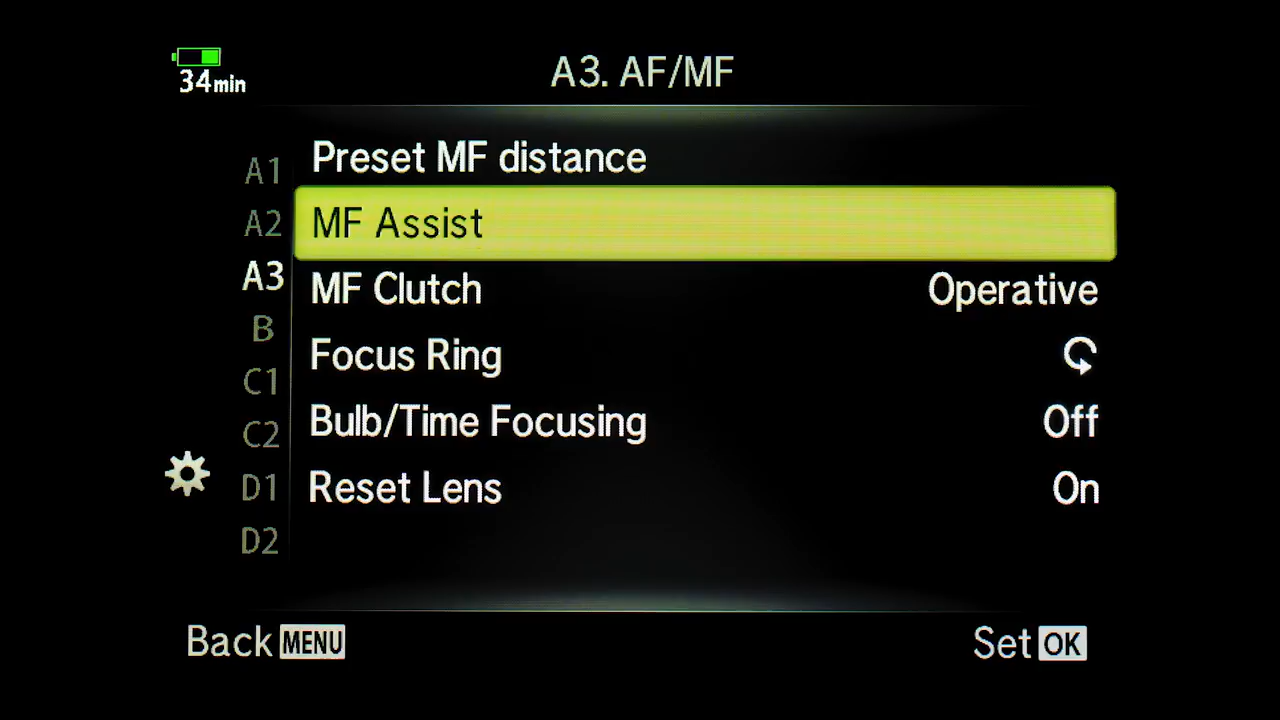 34min
A3. AF/MF
A1
A2
A3
B
C1
C2
D1
D2
Preset MF distance
MF Assist
MF Clutch Operative
Focus Ring
Bulb/Time Focusing Off
Reset Lens On
Back MENU
Set OK